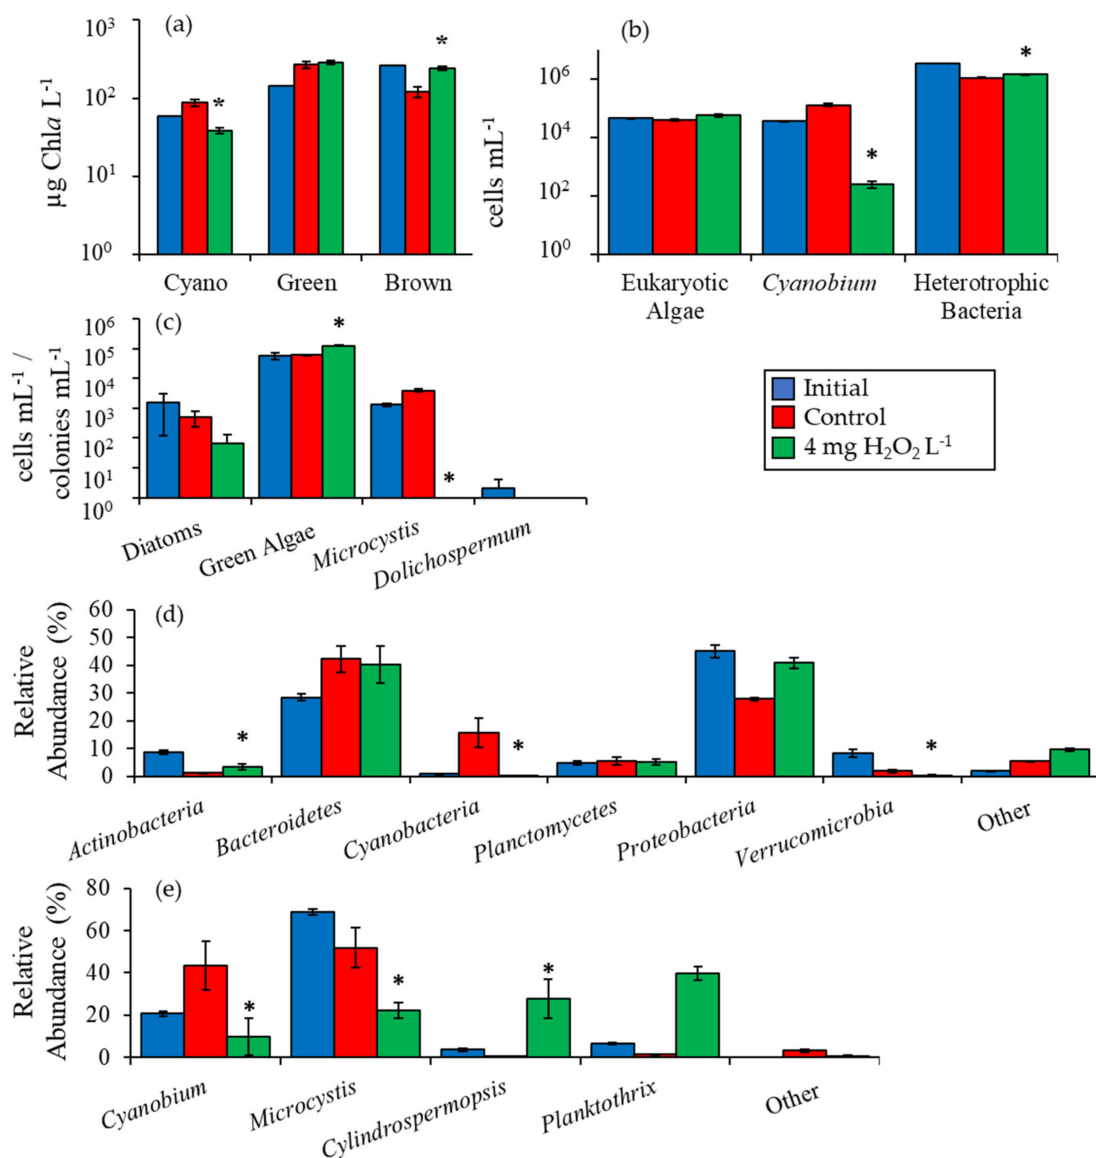 (a)
µg Chla L⁻¹
10³
10²
10¹
10⁰
*
*
Cyano
Green
Brown
(b)
cells mL⁻¹
10⁶
10⁴
10²
10⁰
*
*
Eukaryotic
Algae
Cyanobium
Heterotrophic
Bacteria
(c)
cells mL⁻¹ /
colonies mL⁻¹
10⁶
10⁵
10⁴
10³
10²
10¹
10⁰
*
*
Diatoms
Green Algae
Microcystis
Dolichospermum
Initial
Control
4 mg H₂O₂ L⁻¹
(d)
Relative
Abundance (%)
60
50
40
30
20
10
0
*
*
*
Actinobacteria
Bacteroidetes
Cyanobacteria
Planctomycetes
Proteobacteria
Verrucomicrobia
Other
(e)
Relative
Abundance (%)
80
60
40
20
0
*
*
*
Cyanobium
Microcystis
Cylindrospermopsis
Planktothrix
Other